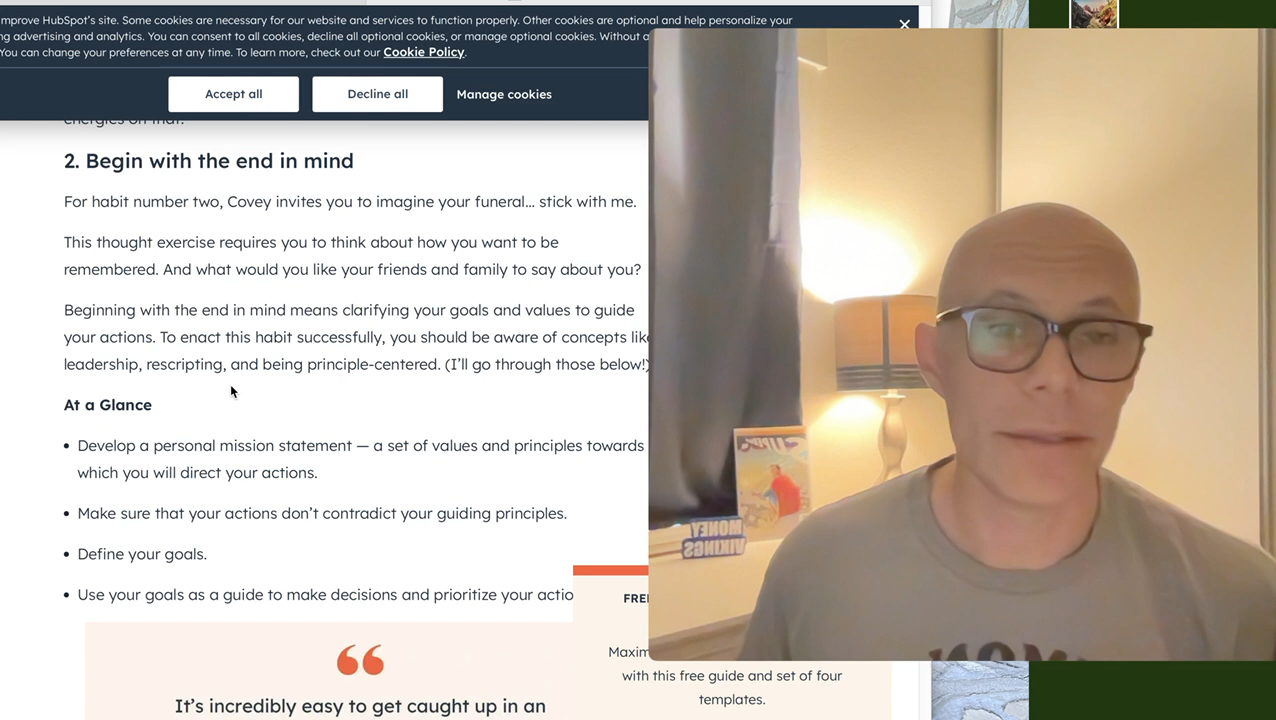 mprove HubSpot's site. Some cookies are necessary for our website and services to function properly. Other cookies are optional and help personalize your
ng advertising and analytics. You can consent to all cookies, decline all optional cookies, or manage optional cookies. Without a
You can change your preferences at any time. To learn more, check out our Cookie Policy.
Accept all
Decline all
Manage cookies
energies on that.
2. Begin with the end in mind
For habit number two, Covey invites you to imagine your funeral... stick with me.
This thought exercise requires you to think about how you want to be
remembered. And what would you like your friends and family to say about you?
Beginning with the end in mind means clarifying your goals and values to guide
your actions. To enact this habit successfully, you should be aware of concepts lik
leadership, rescripting, and being principle-centered. (I'll go through those below!)
At a Glance
• Develop a personal mission statement — a set of values and principles towards
which you will direct your actions.
• Make sure that your actions don't contradict your guiding principles.
• Define your goals.
• Use your goals as a guide to make decisions and prioritize your actio
FREE
Maxim
with this free guide and set of four
templates.
“
It's incredibly easy to get caught up in an
MONEY
VIKINGS